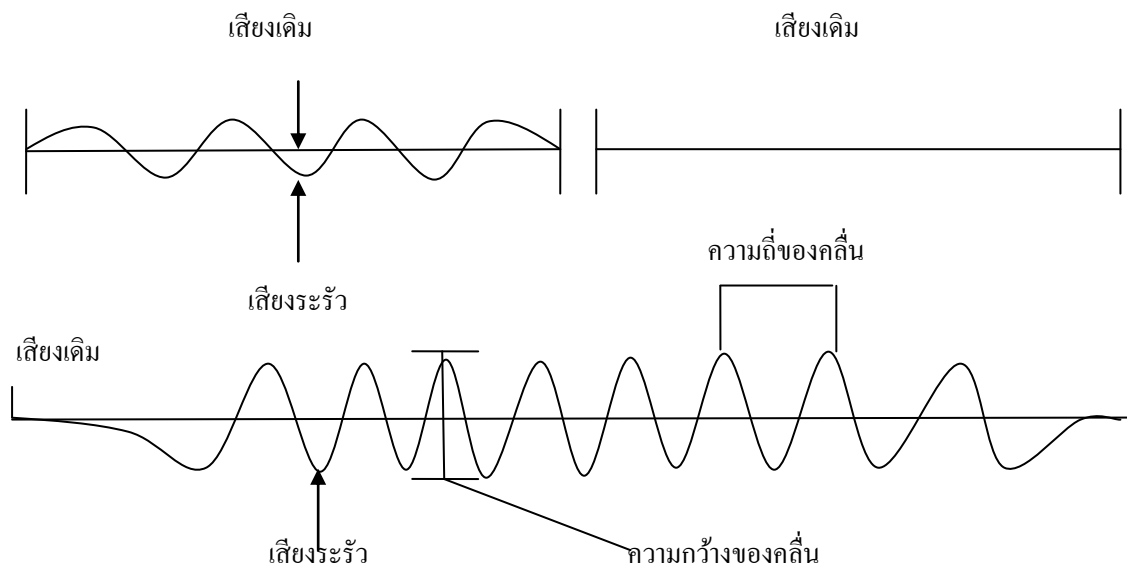 เสียงเดิม
เสียงเดิม
ความถี่ของคลื่น
เสียงระรัว
เสียงเดิม
เสียงระรัว
ความกว้างของคลื่น